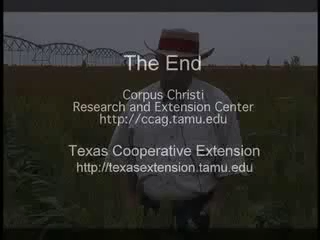 The End
Corpus Christi
Research and Extension Center
http://ccag.tamu.edu
Texas Cooperative Extension
http://texasextension.tamu.edu